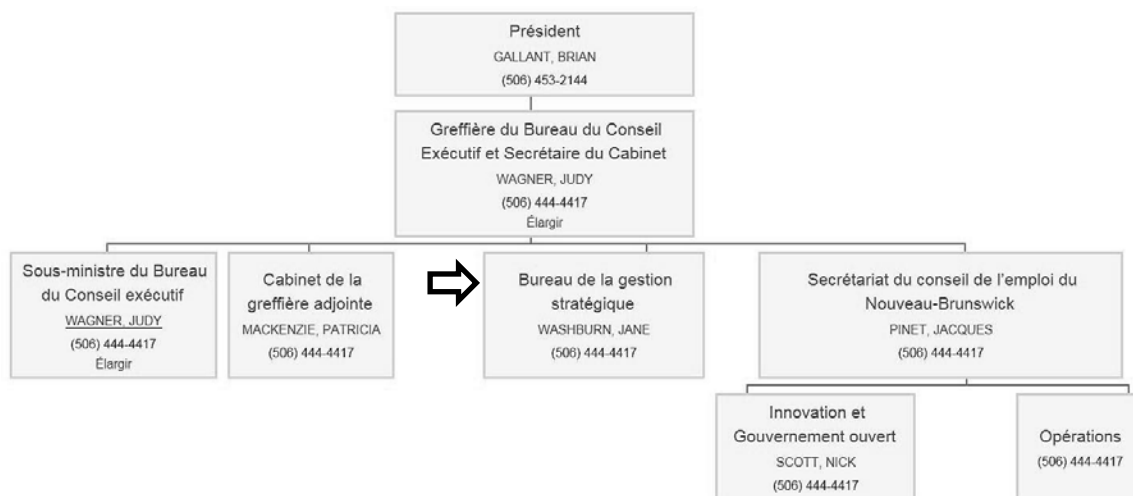 Président
GALLANT, BRIAN
(506) 453-2144
Greffière du Bureau du Conseil
Exécutif et Secrétaire du Cabinet
WAGNER, JUDY
(506) 444-4417
Élargir
Sous-ministre du Bureau
du Conseil exécutif
WAGNER, JUDY
(506) 444-4417
Élargir
Cabinet de la
greffière adjointe
MACKENZIE, PATRICIA
(506) 444-4417
Bureau de la gestion
stratégique
WASHBURN, JANE
(506) 444-4417
Secrétariat du conseil de l'emploi du
Nouveau-Brunswick
PINET, JACQUES
(506) 444-4417
Innovation et
Gouvernement ouvert
SCOTT, NICK
(506) 444-4417
Opérations
(506) 444-4417